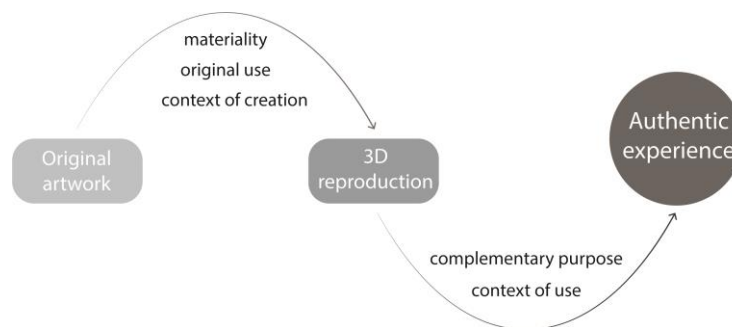 materiality
original use
context of creation
Original
artwork
3D
reproduction
Authentic
experience
complementary purpose
context of use